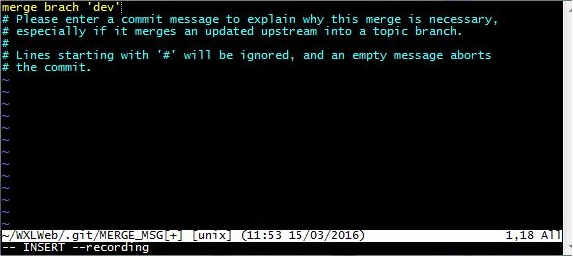 merge brach 'dev'
# Please enter a commit message to explain why this merge is necessary,
# especially if it merges an updated upstream into a topic branch.
#
# Lines starting with '#' will be ignored, and an empty message aborts
# the commit.
~
~
~
~
~
~
~
~
~
~
~
~
~/WXLWeb/.git/MERGE_MSG[+] [unix] (11:53 15/03/2016) 1,18 All
-- INSERT --recording